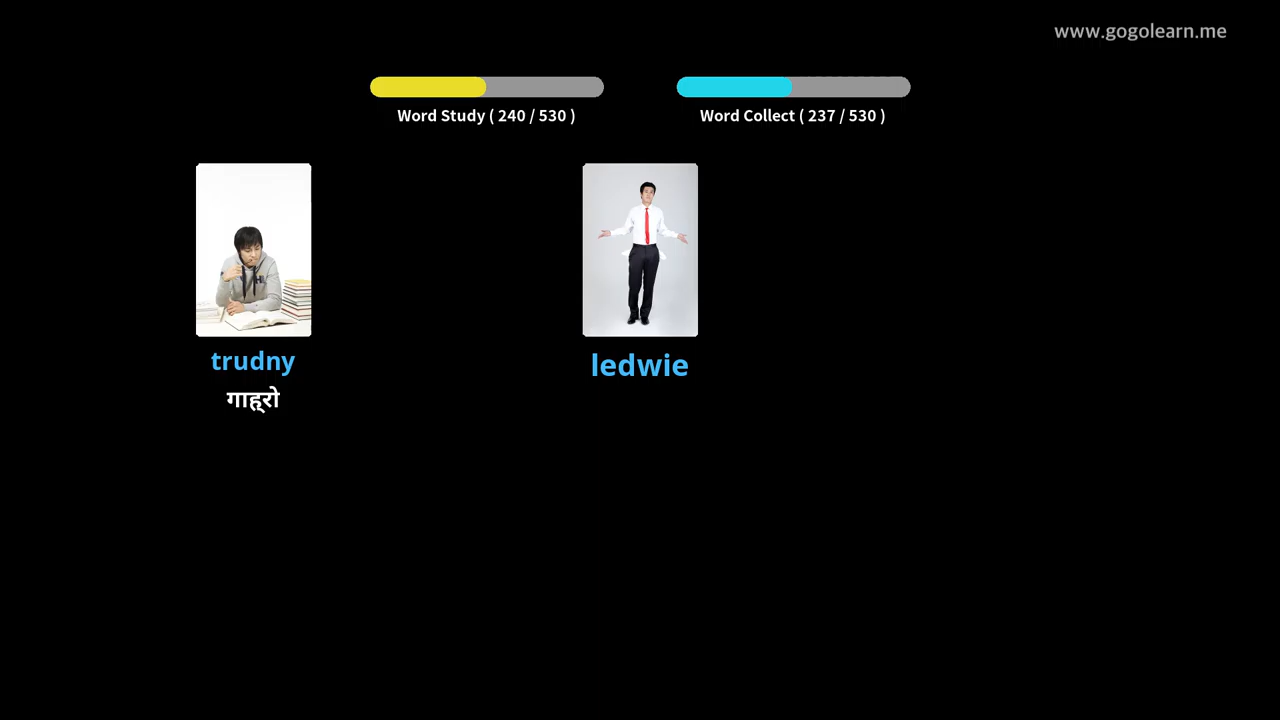 www.gogolearn.me
Word Study ( 240 / 530 )
Word Collect ( 237 / 530 )
trudny
गाह्रो
ledwie